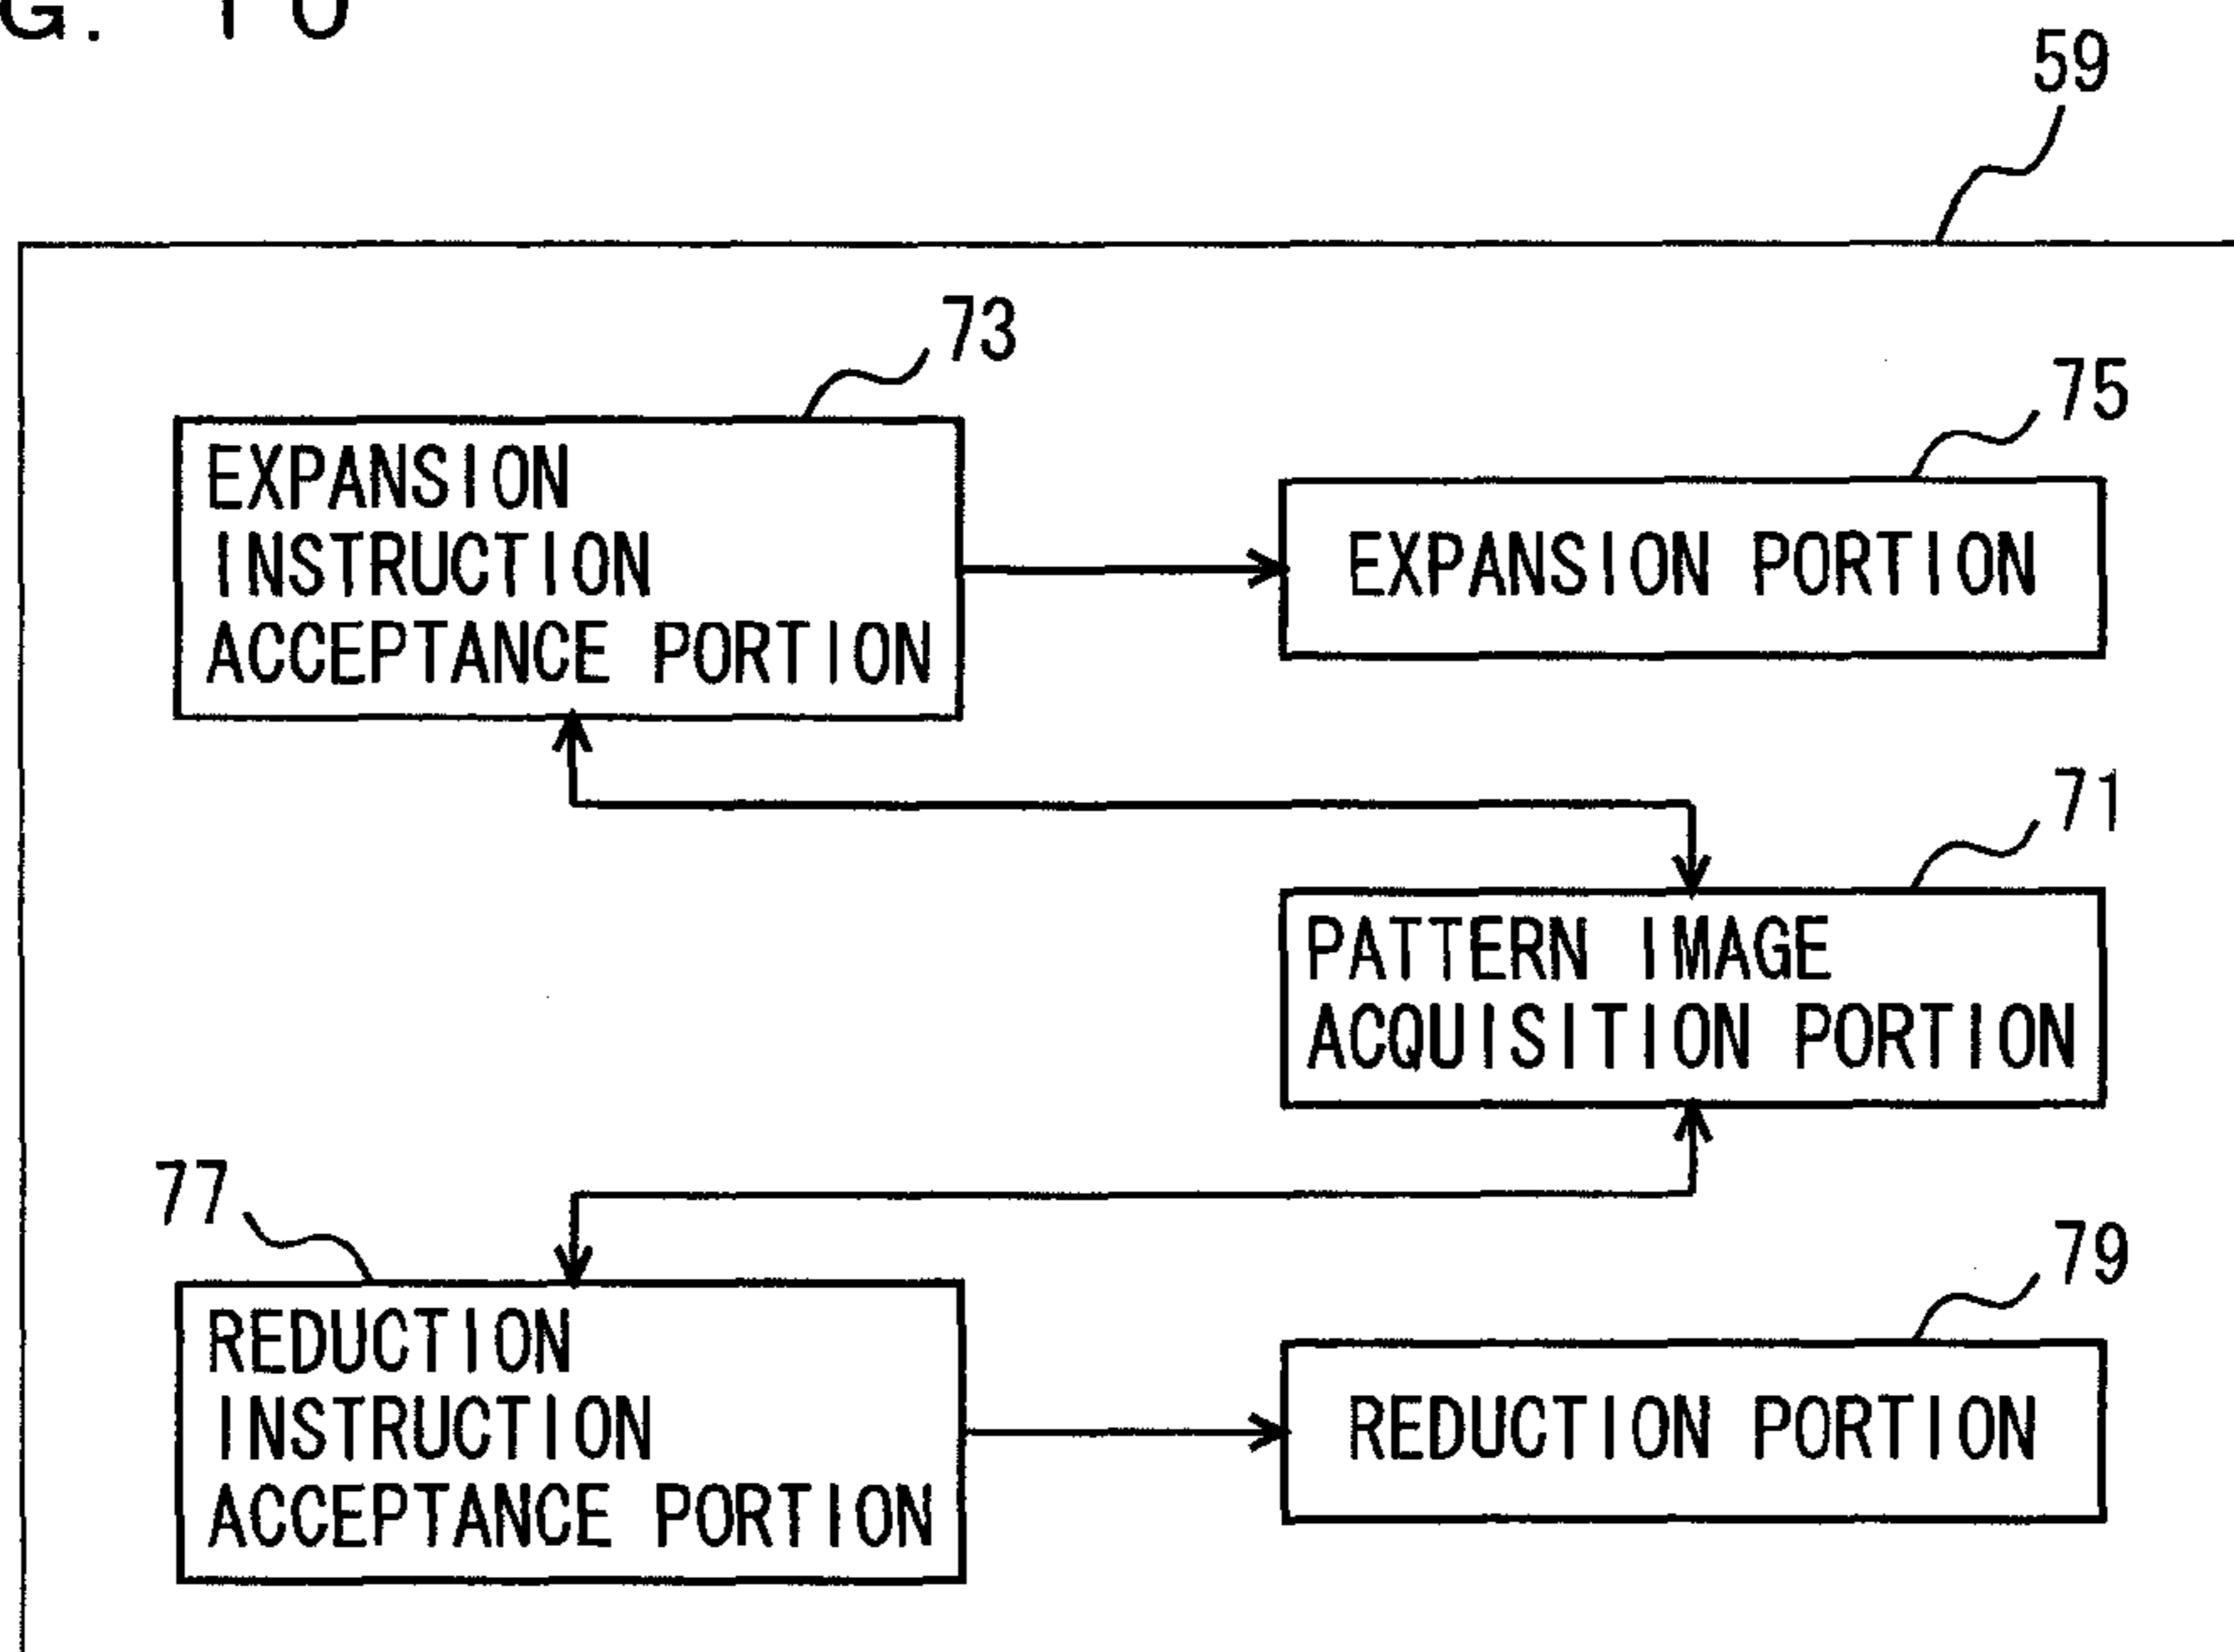 G. 10
59
73
EXPANSION
INSTRUCTION
ACCEPTANCE PORTION
75
EXPANSION PORTION
71
PATTERN IMAGE
ACQUISITION PORTION
77
REDUCTION
INSTRUCTION
ACCEPTANCE PORTION
79
REDUCTION PORTION